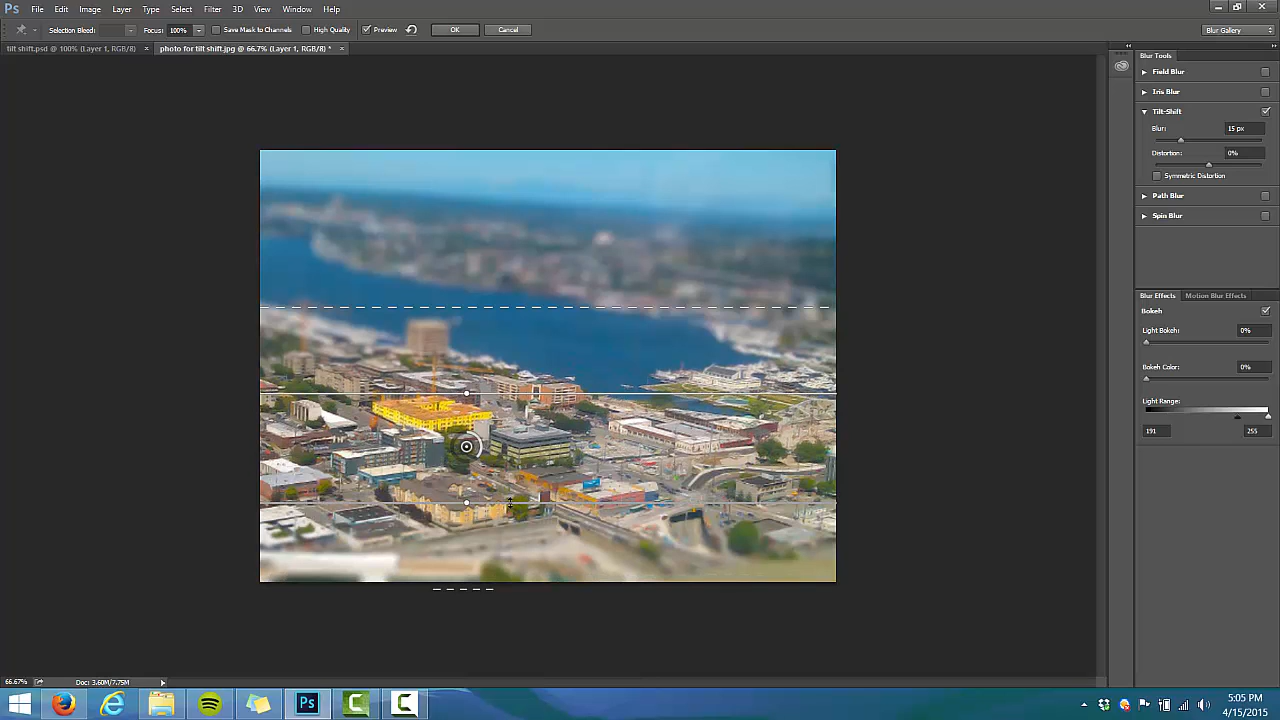 Ps File Edit Image Layer Type Select Filter 3D View Window Help
Selection Bleed: Focus: 100% Save Mask to Channels High Quality Preview OK Cancel Blur Gallery
tilt shift.psd @ 100% (Layer 1, RGB/8) × photo for tilt shift.jpg @ 66.7% (Layer 1, RGB/8) * ×
Blur Tools
Field Blur
Iris Blur
Tilt-Shift
Blur: 15 px
Distortion: 0%
Symmetric Distortion
Path Blur
Spin Blur
Blur Effects Motion Blur Effects
Bokeh
Light Bokeh: 0%
Bokeh Color: 0%
Light Range:
191 255
66.67% Doc: 3.60M/7.75M
Ps
5:05 PM
4/15/2015